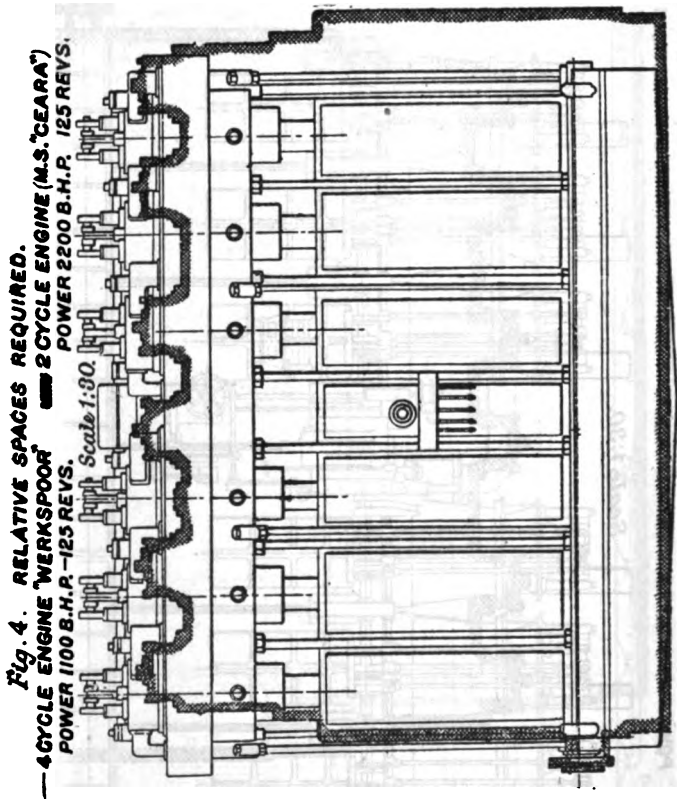 Fig. 4. RELATIVE SPACES REQUIRED.
— 4 CYCLE ENGINE "WERKSPOOR" 2 CYCLE ENGINE (M.S. "CEARA")
POWER 1100 B.H.P. – 125 REVS. POWER 2200 B.H.P. 125 REVS.
Scale 1:30.